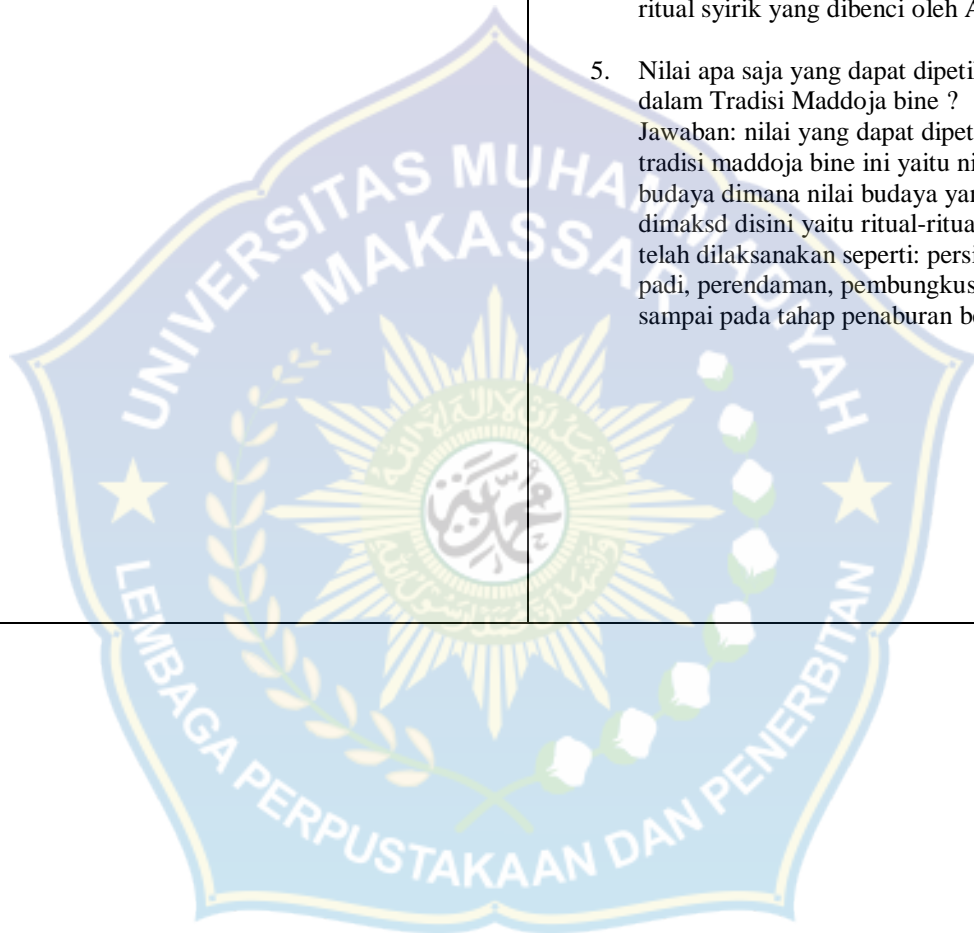 ritual syirik yang dibenci oleh A
5. Nilai apa saja yang dapat dipeti
dalam Tradisi Maddoja bine ?
Jawaban: nilai yang dapat dipet
tradisi maddoja bine ini yaitu ni
budaya dimana nilai budaya yan
dimaksd disini yaitu ritual-ritua
telah dilaksanakan seperti: persi
padi, perendaman, pembungkus
sampai pada tahap penaburan be
UNIVERSITAS MUHAMMADIYAH
MAKASSAR
محمدية
LEMBAGA PERPUSTAKAAN DAN PENERBITAN